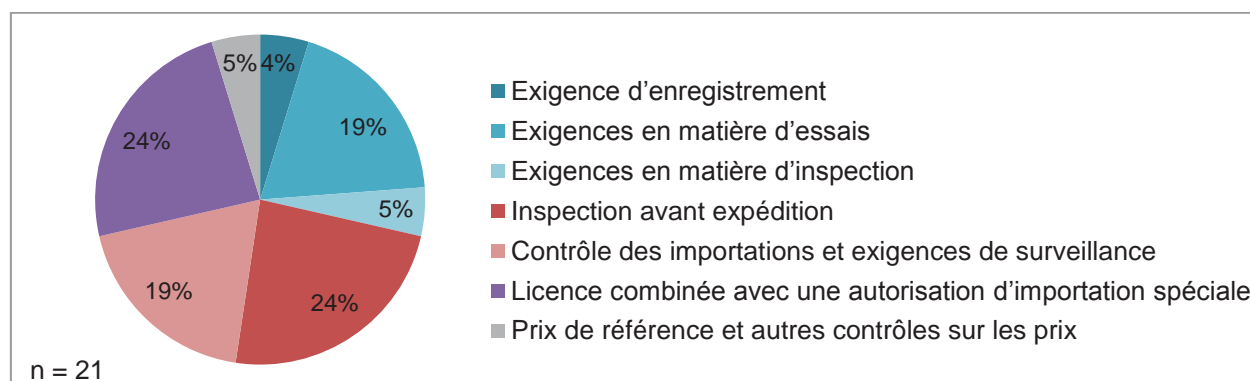 5%
4%
19%
5%
24%
19%
24%
Exigence d'enregistrement
Exigences en matière d'essais
Exigences en matière d'inspection
Inspection avant expédition
Contrôle des importations et exigences de surveillance
Licence combinée avec une autorisation d'importation spéciale
Prix de référence et autres contrôles sur les prix
n = 21